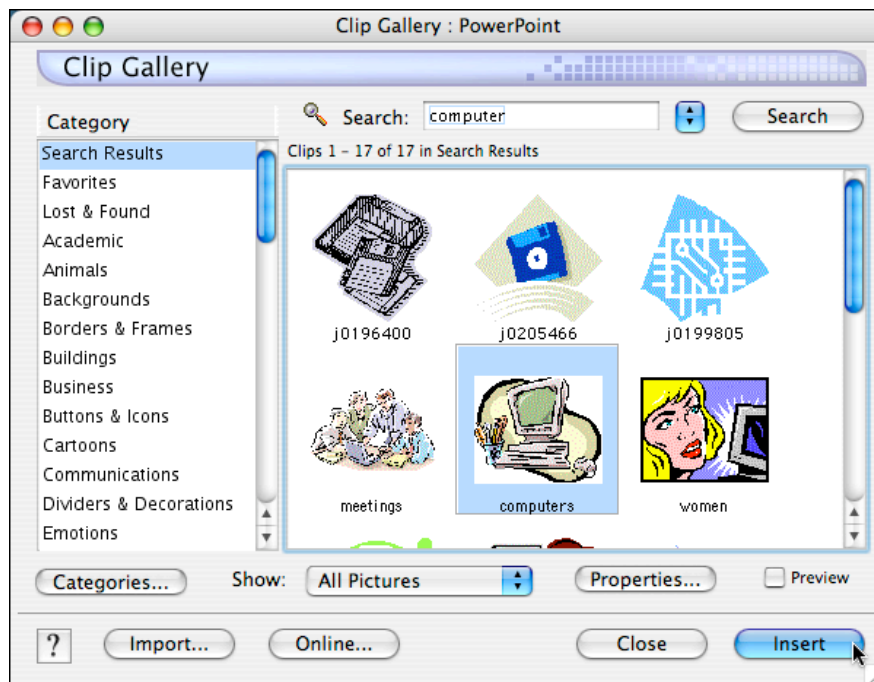 Clip Gallery : PowerPoint
Clip Gallery
Category
Search: computer
Search
Clips 1 – 17 of 17 in Search Results
Search Results
Favorites
Lost & Found
Academic
Animals
Backgrounds
Borders & Frames
Buildings
Business
Buttons & Icons
Cartoons
Communications
Dividers & Decorations
Emotions
j0196400
j0205466
j0199805
meetings
computers
women
Categories...
Show: All Pictures
Properties...
Preview
?
Import...
Online...
Close
Insert